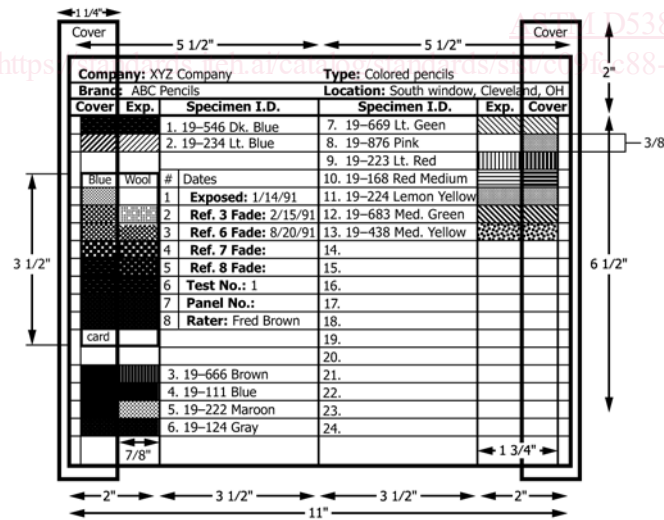 1 1/4"
Cover
Cover
ASTM D538
5 1/2"
5 1/2"
2"
Company: XYZ Company
Type: Colored pencils
Brand: ABC Pencils
Location: South window, Cleveland, OH
Cover Exp. Specimen I.D.
Specimen I.D. Exp. Cover
1. 19–546 Dk. Blue
7. 19–669 Lt. Geen
2. 19–234 Lt. Blue
8. 19–876 Pink
3/8
9. 19–223 Lt. Red
Blue Wool # Dates
10. 19–168 Red Medium
1 Exposed: 1/14/91
11. 19–224 Lemon Yellow
2 Ref. 3 Fade: 2/15/91
12. 19–683 Med. Green
3 Ref. 6 Fade: 8/20/91
13. 19–438 Med. Yellow
4 Ref. 7 Fade:
14.
3 1/2"
5 Ref. 8 Fade:
15.
6 1/2"
6 Test No.: 1
16.
7 Panel No.:
17.
8 Rater: Fred Brown
18.
card
19.
20.
3. 19–666 Brown
21.
4. 19–111 Blue
22.
5. 19–222 Maroon
23.
6. 19–124 Gray
24.
7/8"
1 3/4"
2"
3 1/2"
3 1/2"
2"
11"